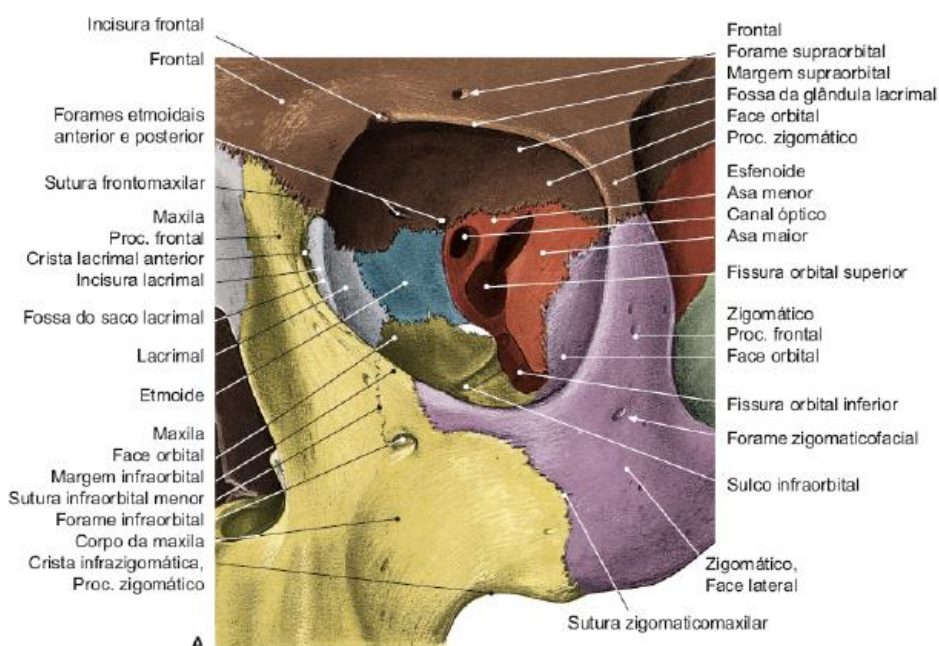 Incisura frontal
Frontal
Forames etmoidais
anterior e posterior
Sutura frontomaxilar
Maxila
Proc. frontal
Crista lacrimal anterior
Incisura lacrimal
Fossa do saco lacrimal
Lacrimal
Etmoide
Maxila
Face orbital
Margem infraorbital
Sutura infraorbital menor
Forame infraorbital
Corpo da maxila
Crista infrazigomática,
Proc. zigomático
A
Frontal
Forame supraorbital
Margem supraorbital
Fossa da glândula lacrimal
Face orbital
Proc. zigomático
Esfenoide
Asa menor
Canal óptico
Asa maior
Fissura orbital superior
Zigomático
Proc. frontal
Face orbital
Fissura orbital inferior
Forame zigomaticofacial
Sulco infraorbital
Zigomático,
Face lateral
Sutura zigomaticomaxilar